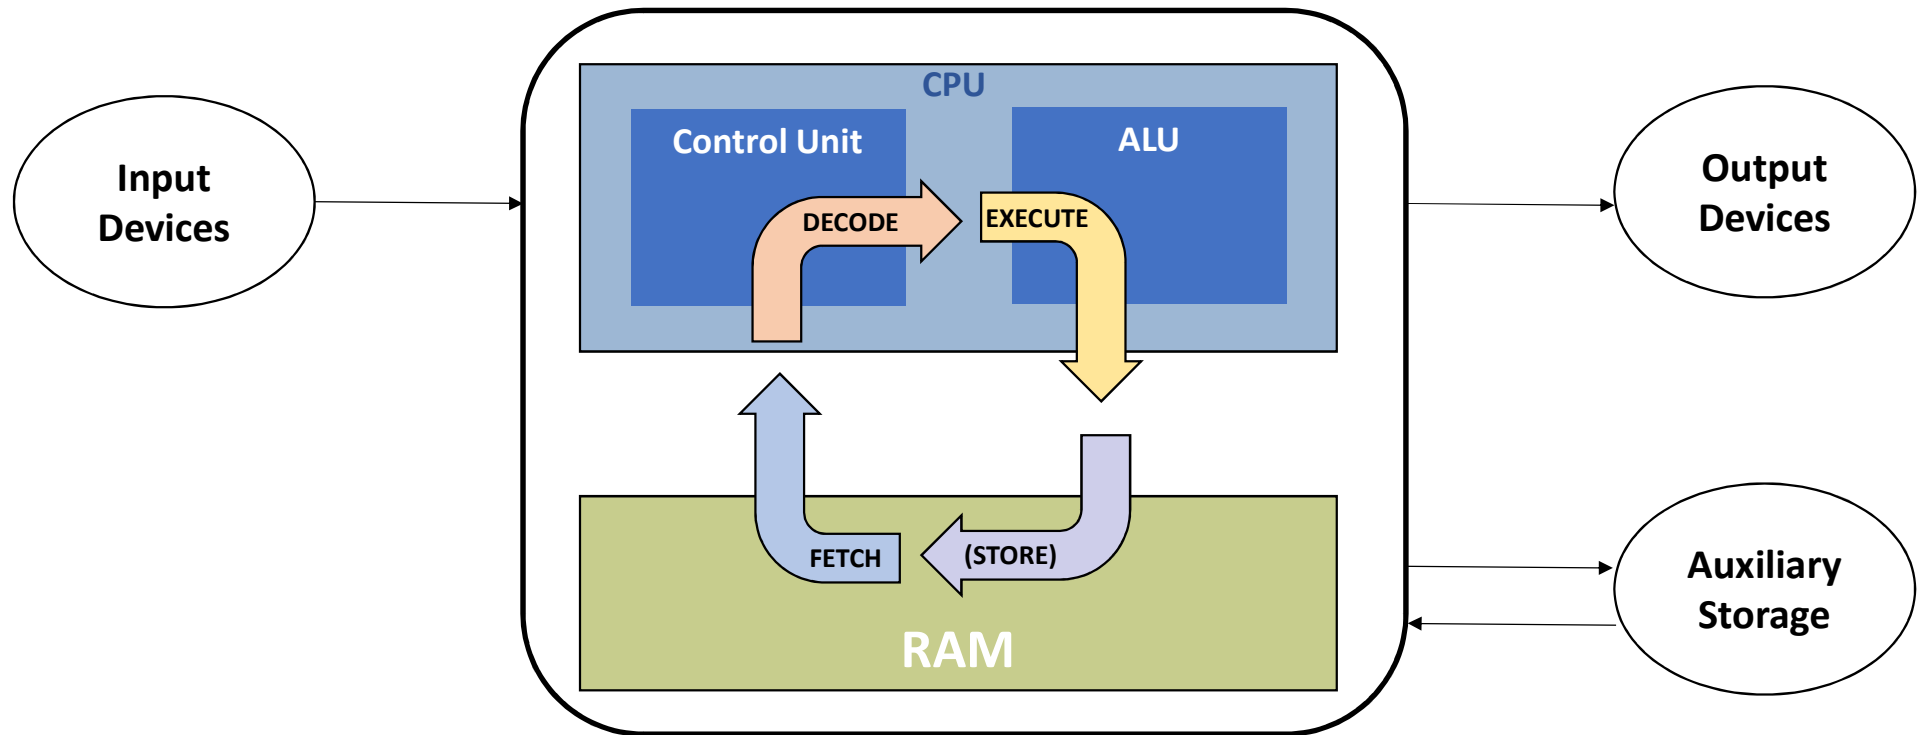 CPU
Control Unit
ALU
Input
Devices
DECODE
EXECUTE
Output
Devices
FETCH
(STORE)
RAM
Auxiliary
Storage